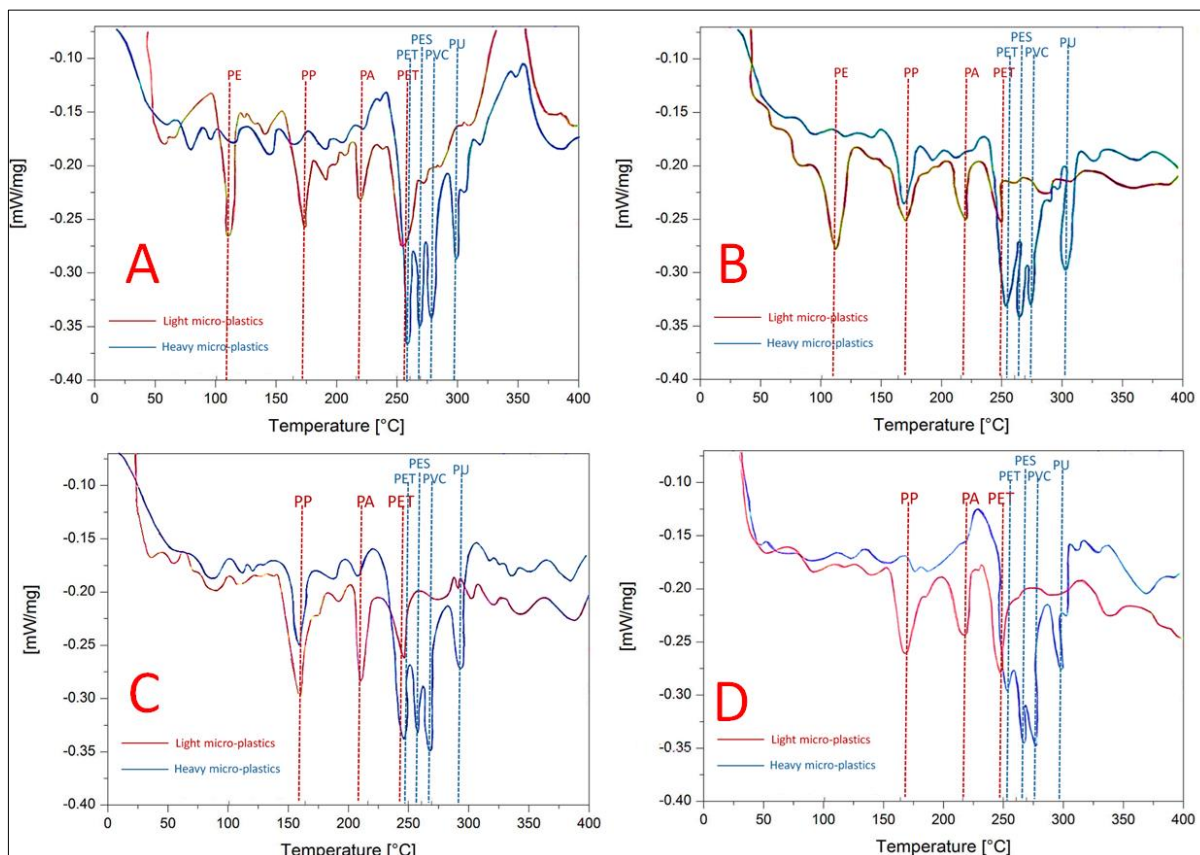 PES
PET PVC PU
PE PP PA PET
-0.10
-0.15
-0.20
-0.25
-0.30
-0.35
-0.40
[mW/mg]
A
Light micro-plastics
Heavy micro-plastics
0 50 100 150 200 250 300 350 400
Temperature [°C]
PES
PET PVC PU
PE PP PA PET
-0.10
-0.15
-0.20
-0.25
-0.30
-0.35
-0.40
[mW/mg]
B
Light micro-plastics
Heavy micro-plastics
0 50 100 150 200 250 300 350 400
Temperature [°C]
PES
PET PVC PU
PP PA PET
-0.10
-0.15
-0.20
-0.25
-0.30
-0.35
-0.40
[mW/mg]
C
Light micro-plastics
Heavy micro-plastics
0 50 100 150 200 250 300 350 400
Temperature [°C]
PES PU
PET PVC
PP PA PET
-0.10
-0.15
-0.20
-0.25
-0.30
-0.35
-0.40
[mW/mg]
D
Light micro-plastics
Heavy micro-plastics
0 50 100 150 200 250 300 350 400
Temperature [°C]